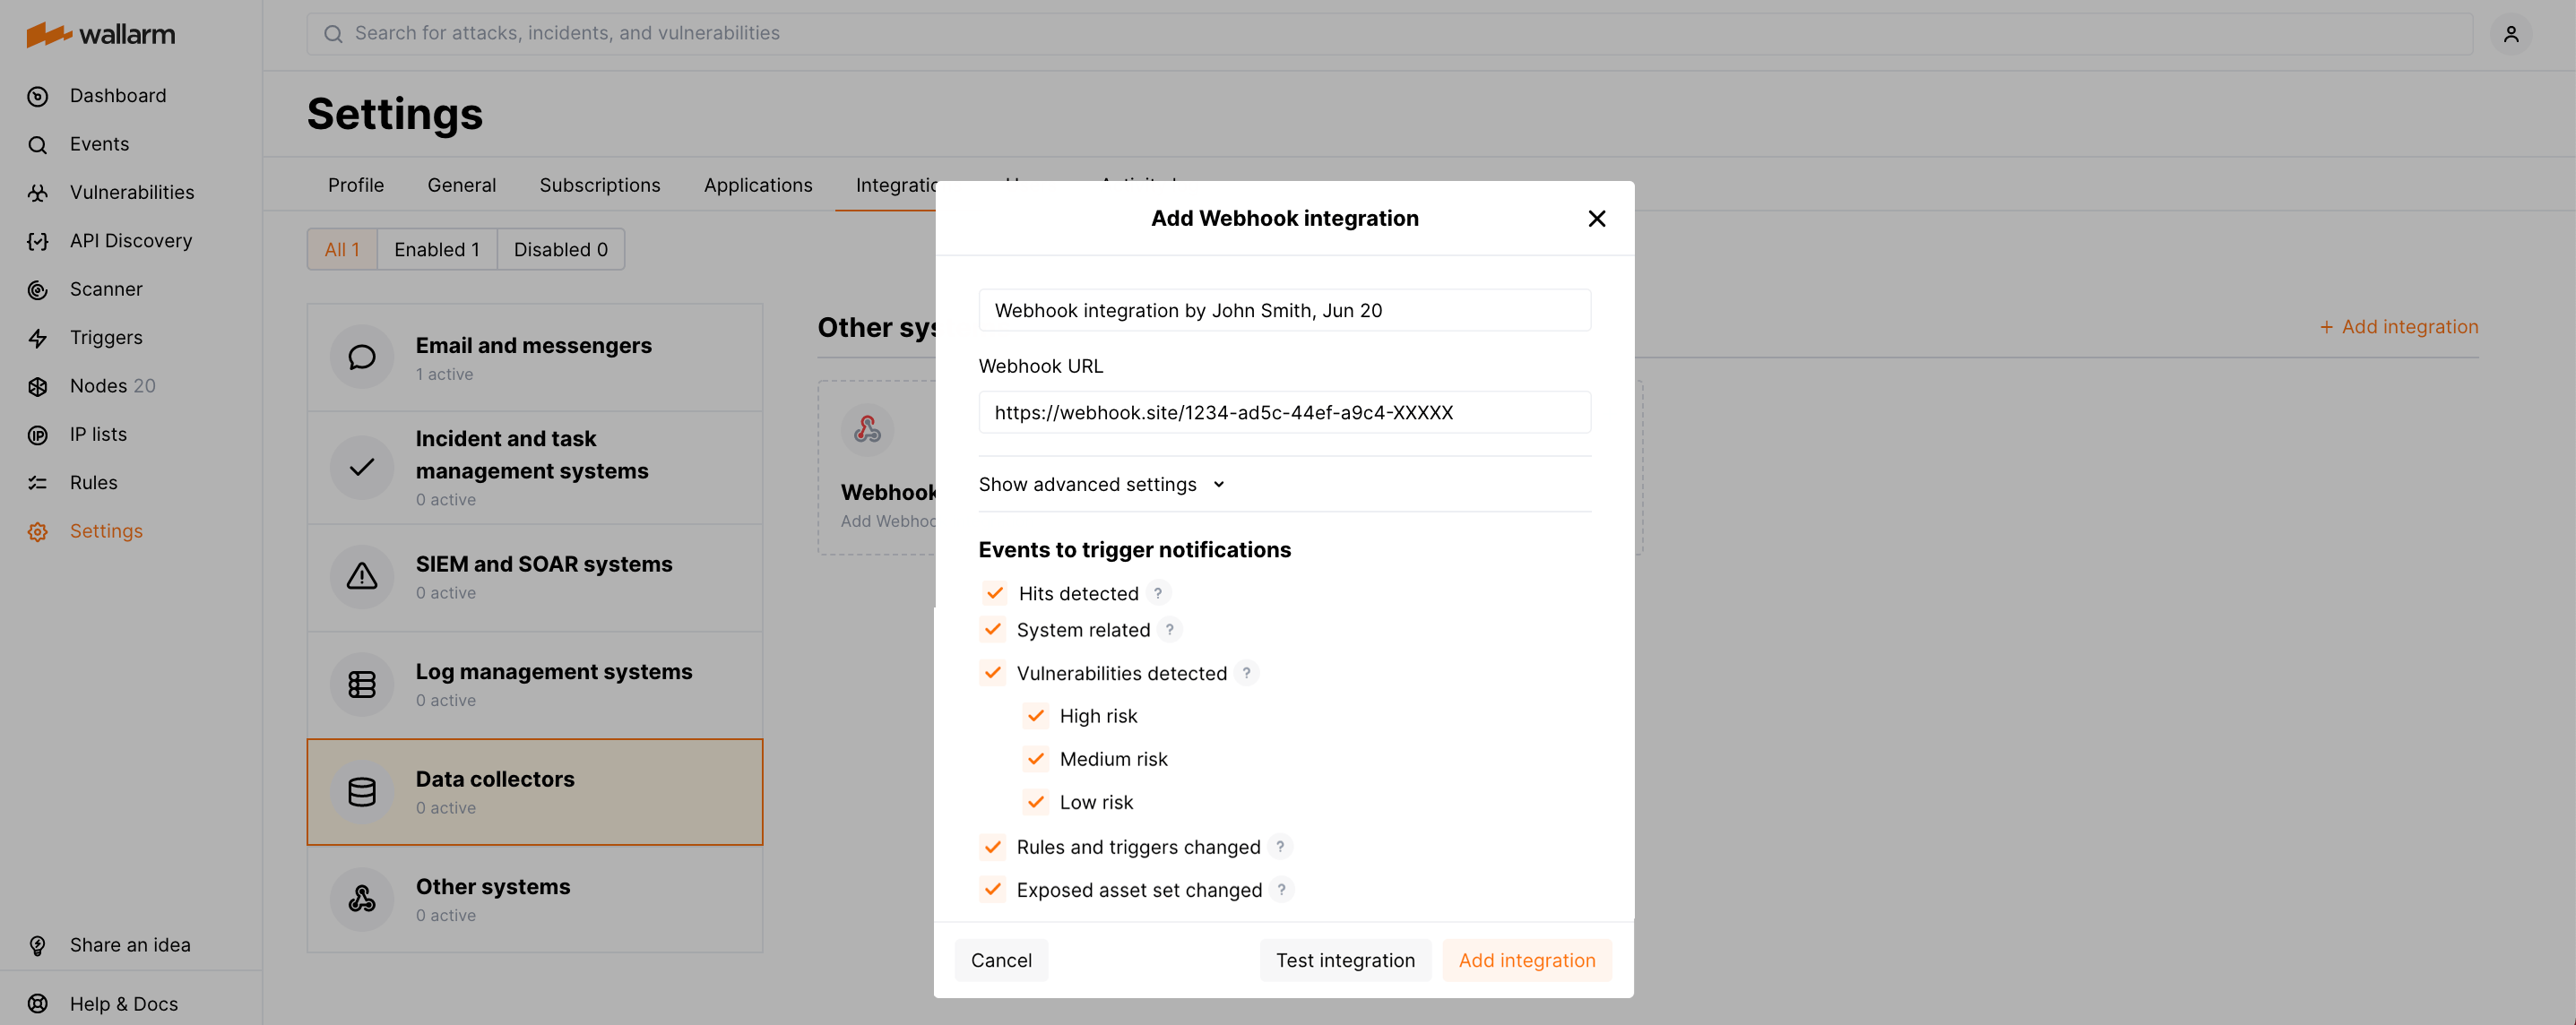 wallarm
Search for attacks, incidents, and vulnerabilities
Dashboard
Events
Vulnerabilities
API Discovery
Scanner
Triggers
Nodes 20
IP lists
Rules
Settings
Share an idea
Help & Docs
Settings
Profile General Subscriptions Applications
All 1 Enabled 1 Disabled 0
Email and messengers
1 active
Incident and task
management systems
0 active
SIEM and SOAR systems
0 active
Log management systems
0 active
Data collectors
0 active
Other systems
0 active
Other
+ Add integration
Webhook
Add
Add Webhook integration
Webhook integration by John Smith, Jun 20
Webhook URL
https://webhook.site/1234-ad5c-44ef-a9c4-XXXXX
Show advanced settings
Events to trigger notifications
Hits detected ?
System related ?
Vulnerabilities detected ?
High risk
Medium risk
Low risk
Rules and triggers changed ?
Exposed asset set changed ?
Cancel Test integration Add integration